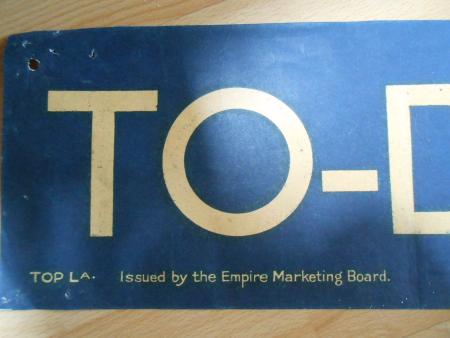 TO-D
TOP LA. Issued by the Empire Marketing Board.